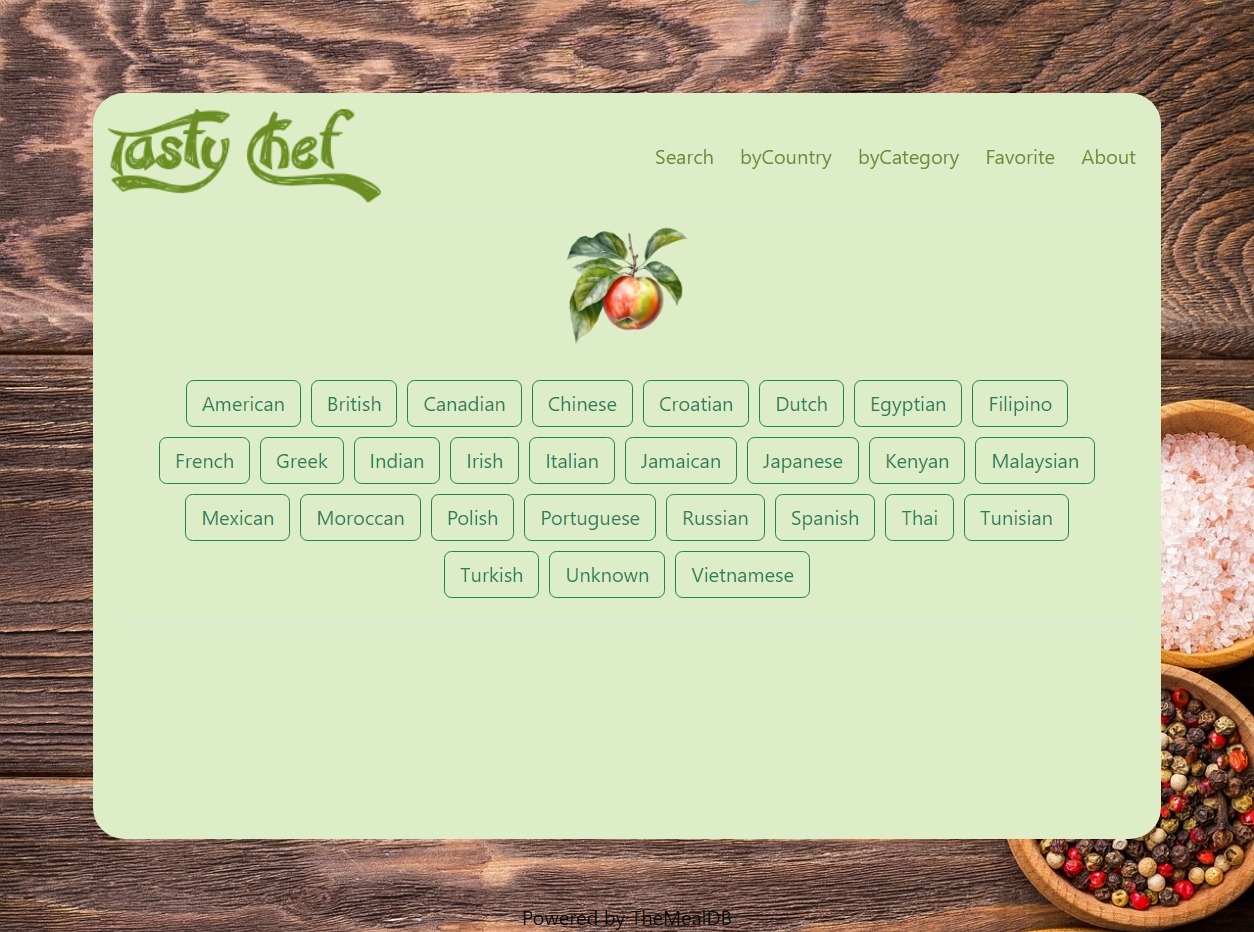 Tasty Chef
Search byCountry byCategory Favorite About
American British Canadian Chinese Croatian Dutch Egyptian Filipino
French Greek Indian Irish Italian Jamaican Japanese Kenyan Malaysian
Mexican Moroccan Polish Portuguese Russian Spanish Thai Tunisian
Turkish Unknown Vietnamese
Powered by TheMealDB